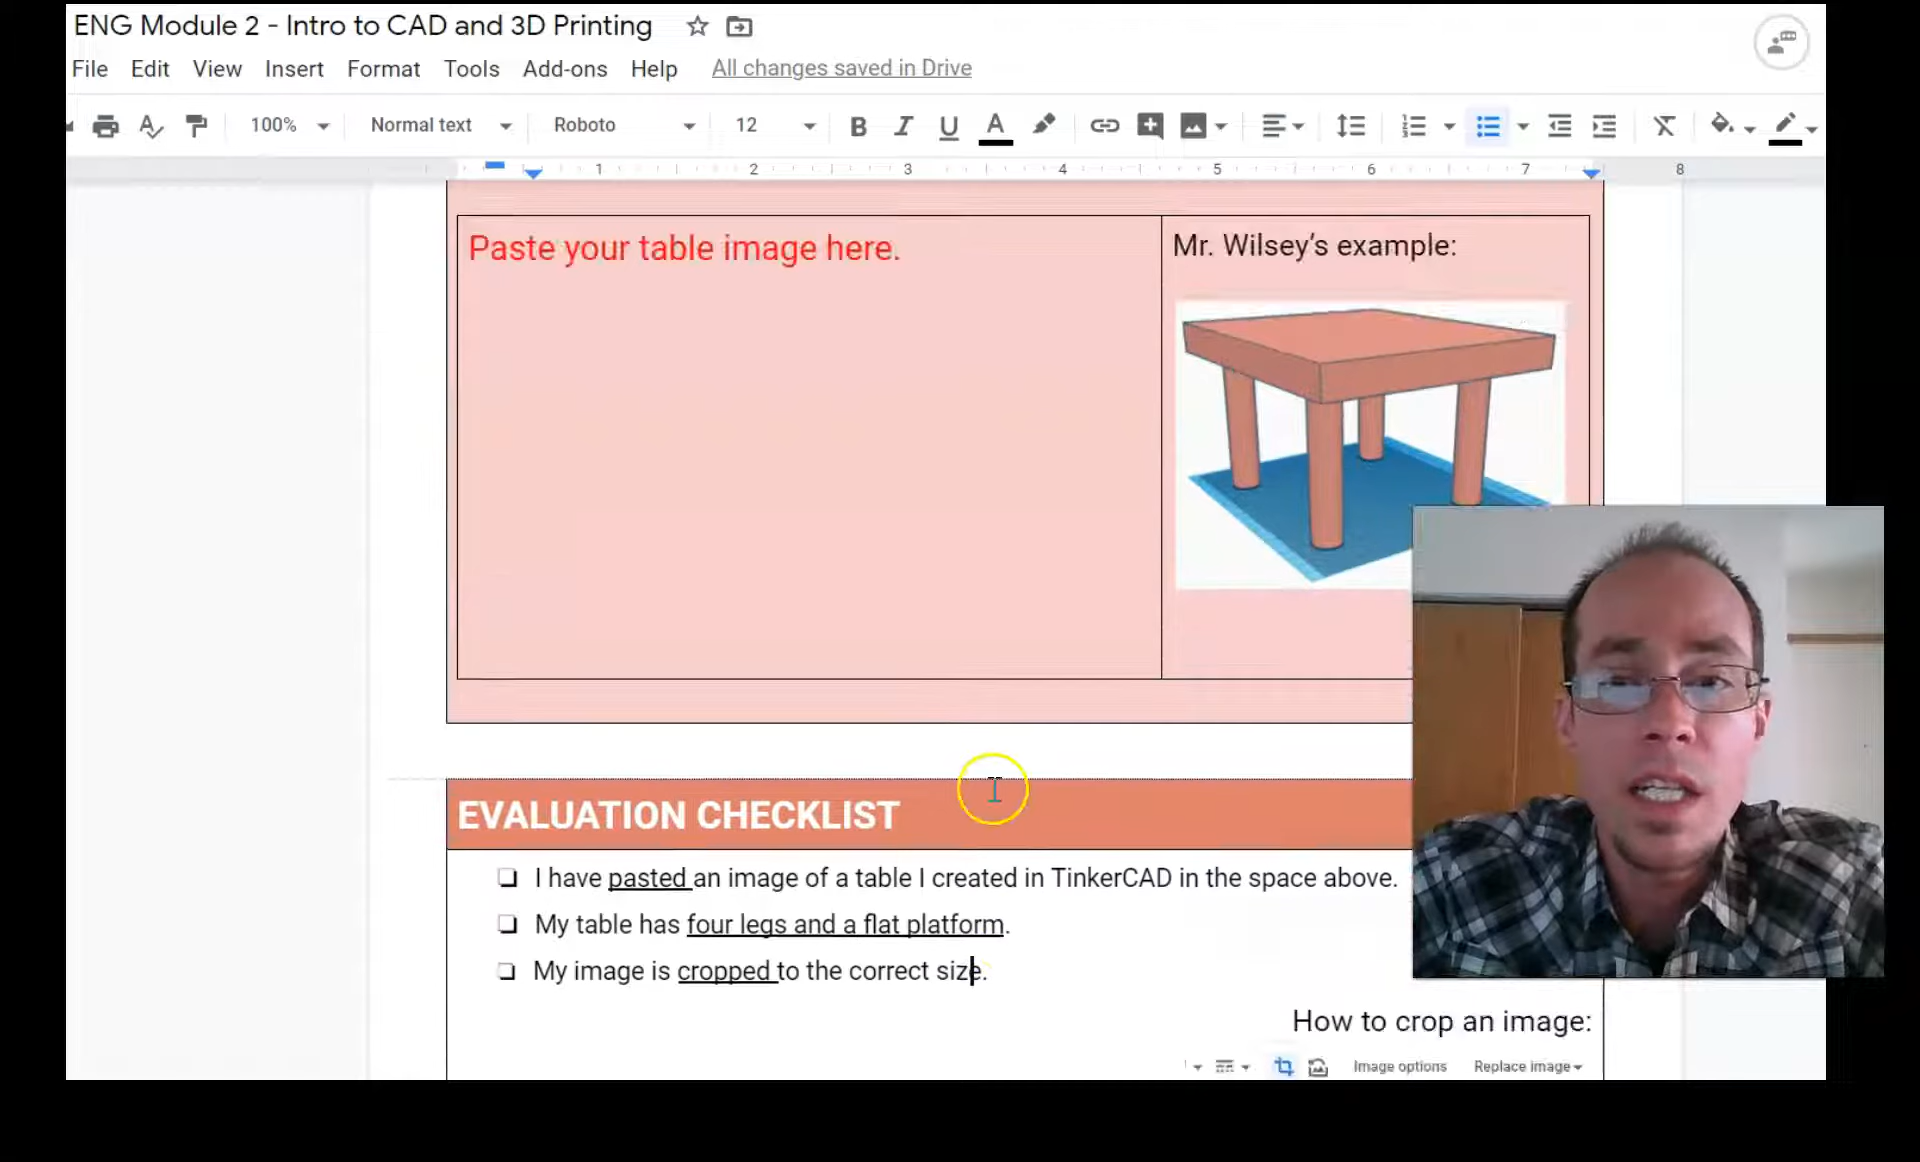 ENG Module 2 - Intro to CAD and 3D Printing
File Edit View Insert Format Tools Add-ons Help All changes saved in Drive
100% Normal text Roboto 12 B I U A
1 2 3 4 5 6 7 8
Paste your table image here.
Mr. Wilsey's example:
EVALUATION CHECKLIST
I have pasted an image of a table I created in TinkerCAD in the space above.
My table has four legs and a flat platform.
My image is cropped to the correct size.
How to crop an image:
Image options Replace image